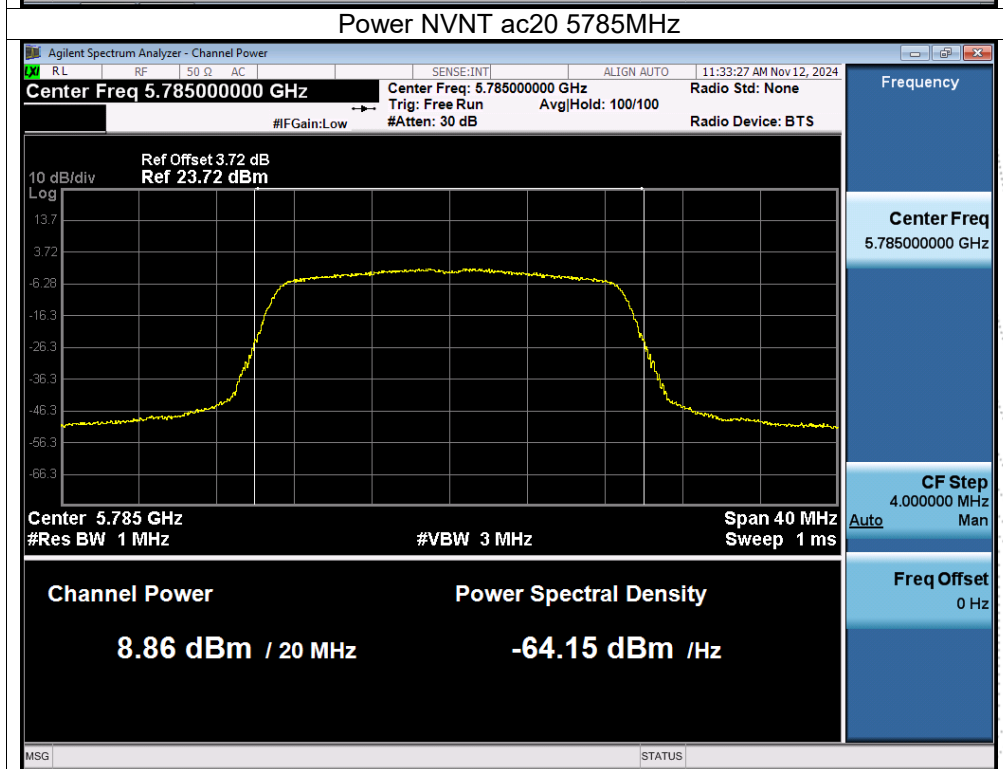 Power NVNT ac20 5785MHz
Agilent Spectrum Analyzer - Channel Power
LXI RL RF 50 Ω AC SENSE:INT ALIGN AUTO 11:33:27 AM Nov 12, 2024
Center Freq 5.785000000 GHz
Center Freq: 5.785000000 GHz
Radio Std: None
Trig: Free Run Avg|Hold: 100/100
#IFGain:Low
#Atten: 30 dB
Radio Device: BTS
Ref Offset 3.72 dB
10 dB/div Ref 23.72 dBm
Log
13.7
3.72
-6.28
-16.3
-26.3
-36.3
-46.3
-56.3
-66.3
Center 5.785 GHz Span 40 MHz
#Res BW 1 MHz #VBW 3 MHz Sweep 1 ms
Channel Power Power Spectral Density
8.86 dBm / 20 MHz -64.15 dBm /Hz
MSG STATUS
Frequency
Center Freq
5.785000000 GHz
CF Step
4.000000 MHz
Auto Man
Freq Offset
0 Hz